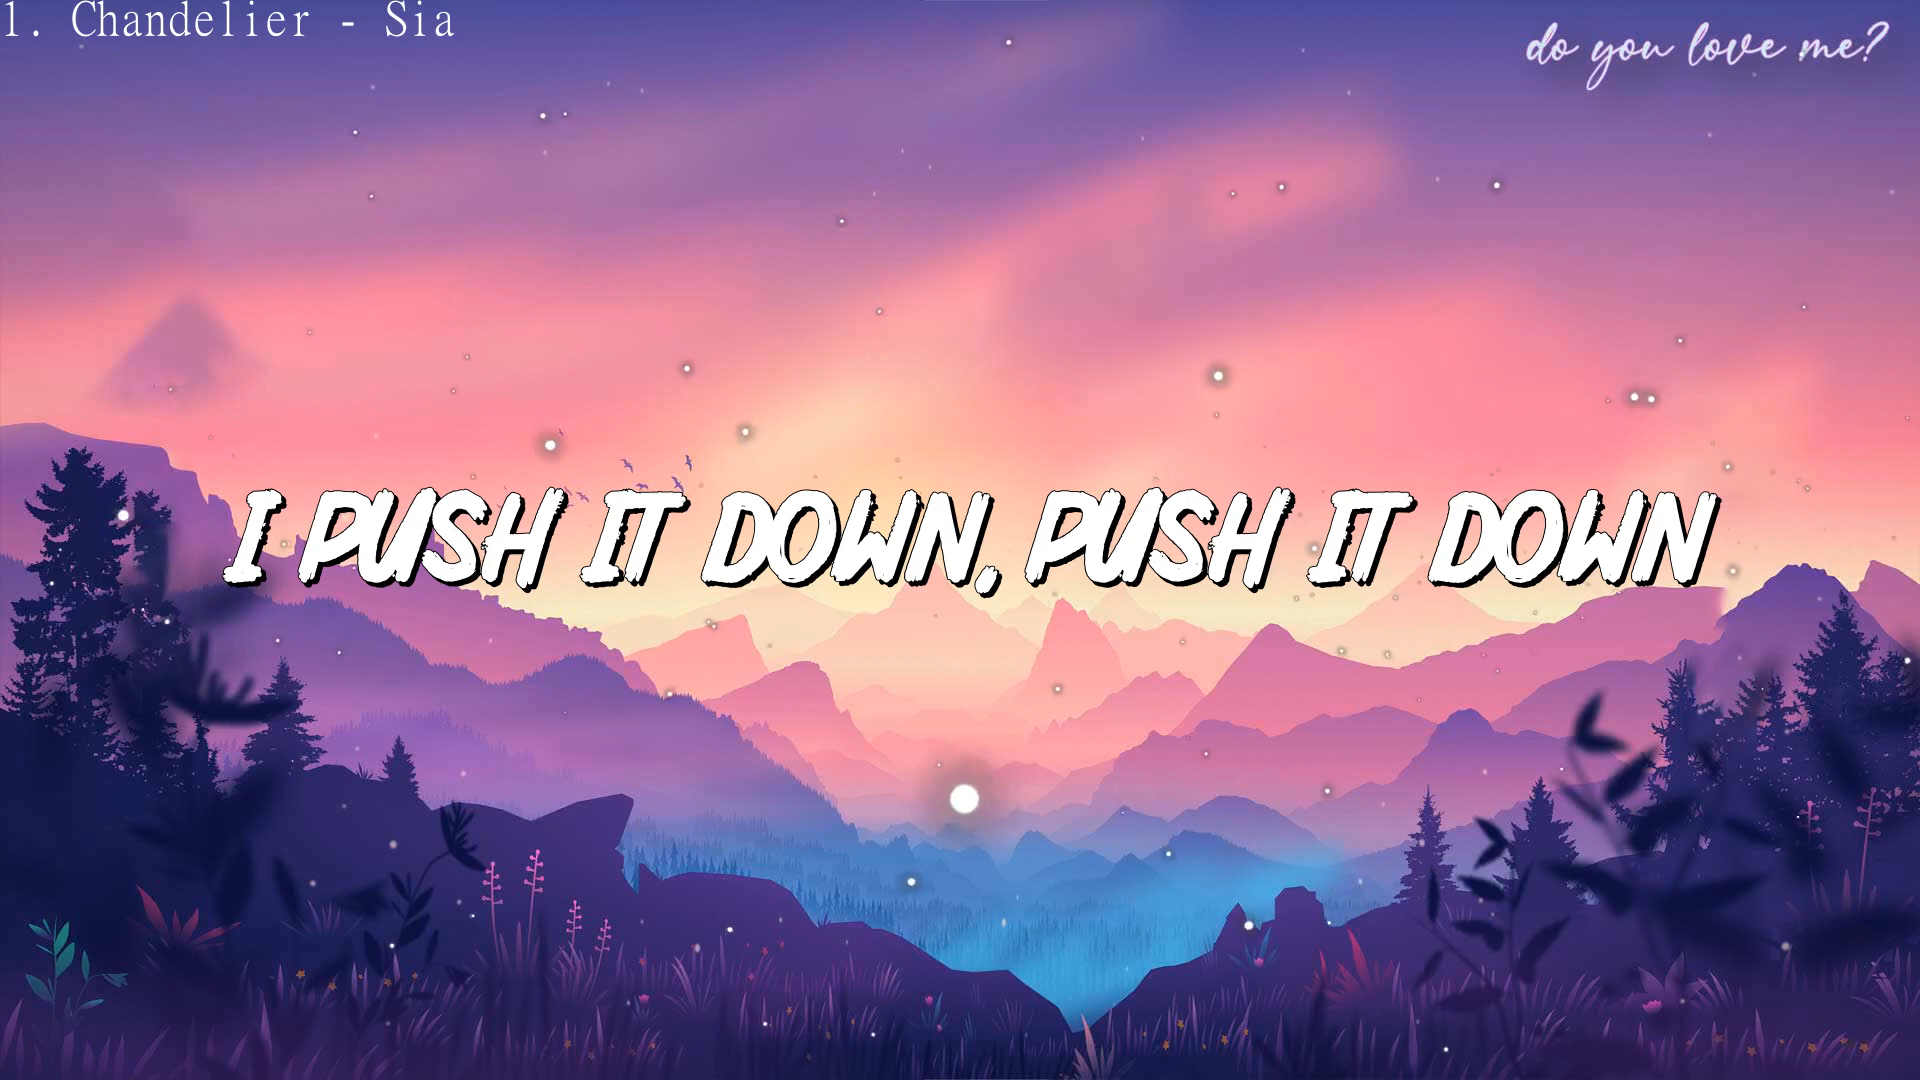 1. Chandelier - Sia
do you love me?
I PUSH IT DOWN, PUSH IT DOWN